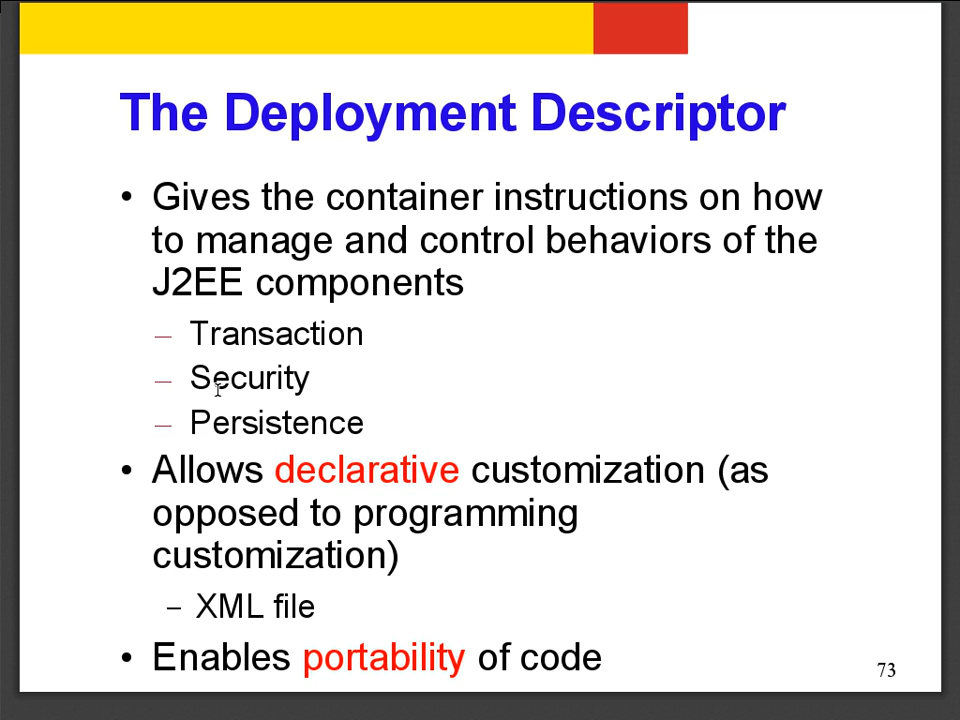 The Deployment Descriptor
• Gives the container instructions on how
to manage and control behaviors of the
J2EE components
– Transaction
– Security
– Persistence
• Allows declarative customization (as
opposed to programming
customization)
– XML file
• Enables portability of code
73